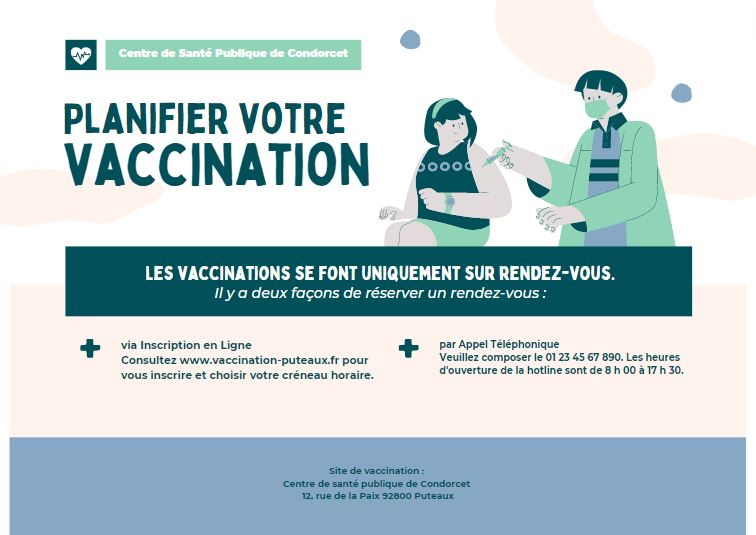 Centre de Santé Publique de Condorcet
PLANIFIER VOTRE
VACCINATION
LES VACCINATIONS SE FONT UNIQUEMENT SUR RENDEZ-VOUS.
Il y a deux façons de réserver un rendez-vous :
via Inscription en Ligne
Consultez www.vaccination-puteaux.fr pour
vous inscrire et choisir votre créneau horaire.
par Appel Téléphonique
Veuillez composer le 01 23 45 67 890. Les heures
d'ouverture de la hotline sont de 8 h 00 à 17 h 30.
Site de vaccination :
Centre de santé publique de Condorcet
12, rue de la Paix 92800 Puteaux